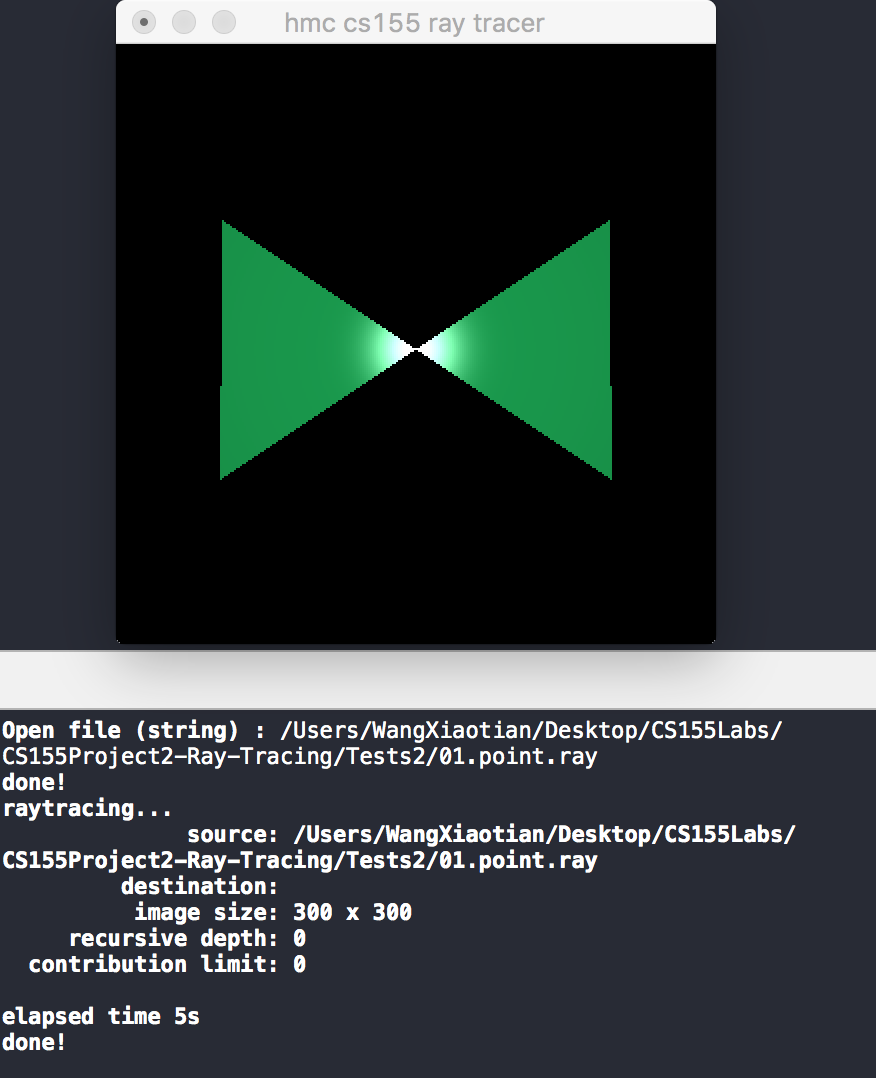 hmc cs155 ray tracer
Open file (string) : /Users/WangXiaotian/Desktop/CS155Labs/
CS155Project2-Ray-Tracing/Tests2/01.point.ray
done!
raytracing...
source: /Users/WangXiaotian/Desktop/CS155Labs/
CS155Project2-Ray-Tracing/Tests2/01.point.ray
destination:
image size: 300 x 300
recursive depth: 0
contribution limit: 0
elapsed time 5s
done!